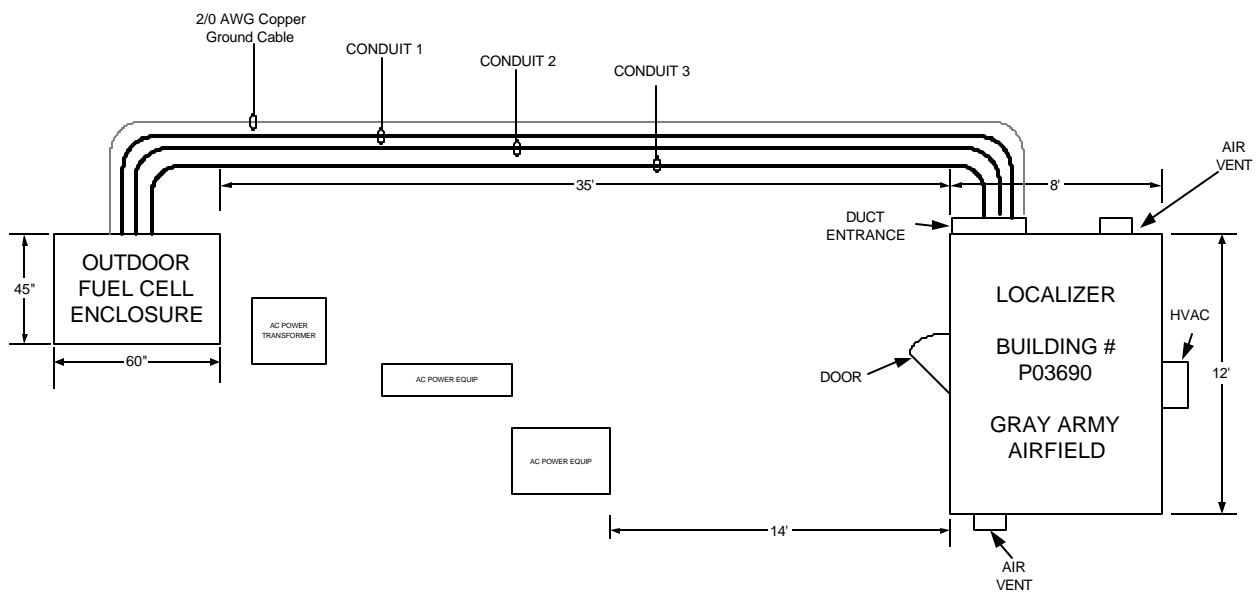 2/0 AWG Copper
Ground Cable
CONDUIT 1
CONDUIT 2
CONDUIT 3
AIR
VENT
35'
8'
DUCT
ENTRANCE
OUTDOOR
FUEL CELL
ENCLOSURE
45"
60"
AC POWER
TRANSFORMER
AC POWER EQUIP
AC POWER EQUIP
DOOR
LOCALIZER
BUILDING #
P03690
GRAY ARMY
AIRFIELD
HVAC
12'
14'
AIR
VENT